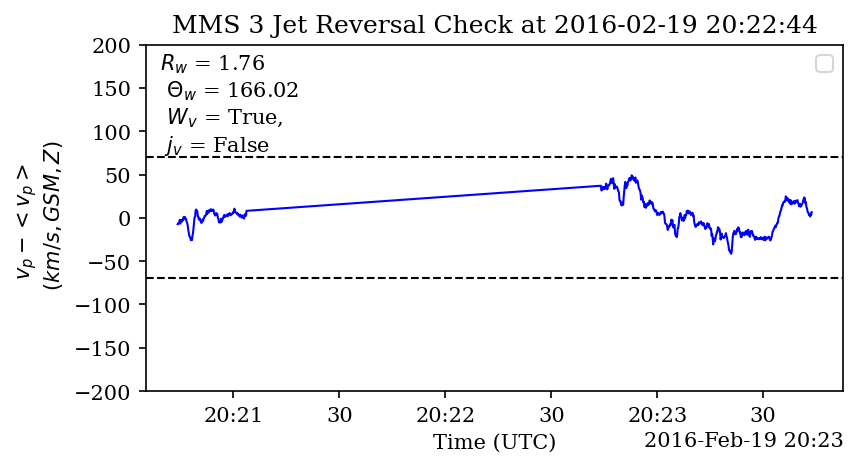 MMS 3 Jet Reversal Check at 2016-02-19 20:22:44
R_w = 1.76
Θ_w = 166.02
W_v = True,
j_v = False
v_p − < v_p >
(km/s, GSM, Z)
200
150
100
50
0
−50
−100
−150
−200
20:21 30 20:22 30 20:23 30
Time (UTC)
2016-Feb-19 20:23